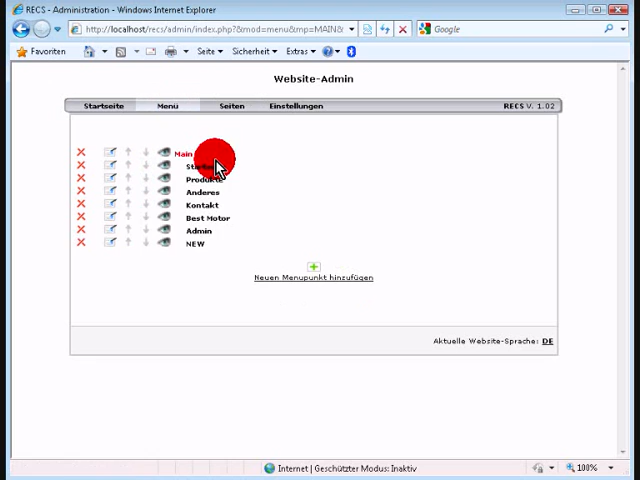 RECS - Administration - Windows Internet Explorer
http://localhost/recs/admin/index.php?&mod=menu&mp=MAIN&
Google
Favoriten
Seite
Sicherheit
Extras
Website-Admin
Startseite
Menü
Seiten
Einstellungen
RECS V. 1.02
Main
Produkte
Anderes
Kontakt
Best Motor
Admin
NEW
Neuen Menupunkt hinzufügen
Aktuelle Website-Sprache: DE
Internet | Geschützter Modus: Inaktiv
100%